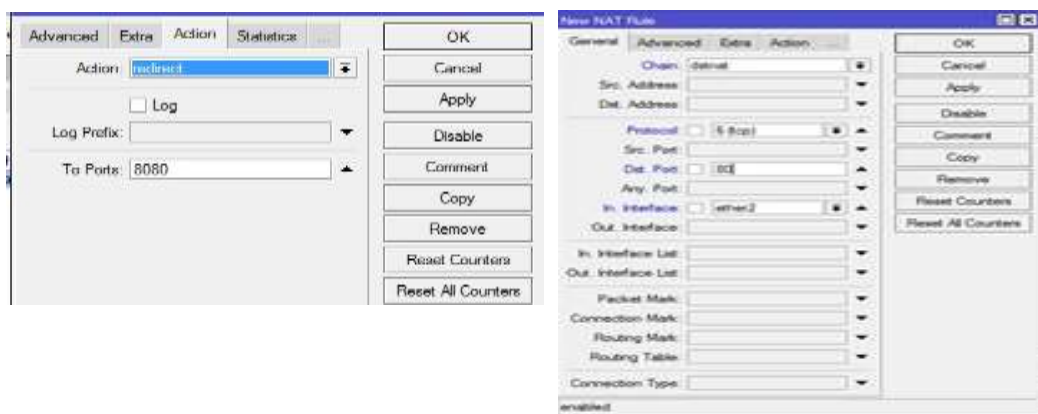 Advanced Extra Action Statistics ...
Action: redirect
Log
Log Prefix:
To Ports: 8080
OK
Cancel
Apply
Disable
Comment
Copy
Remove
Reset Counters
Reset All Counters
New NAT Rule
General Advanced Extra Action ...
Chain: dstnat
Src. Address:
Dst. Address:
Protocol: 6 (tcp)
Src. Port:
Dst. Port: 80
Any. Port:
In. Interface: ether2
Out. Interface:
In. Interface List:
Out. Interface List:
Packet Mark:
Connection Mark:
Routing Mark:
Routing Table:
Connection Type:
OK
Cancel
Apply
Disable
Comment
Copy
Remove
Reset Counters
Reset All Counters
enabled